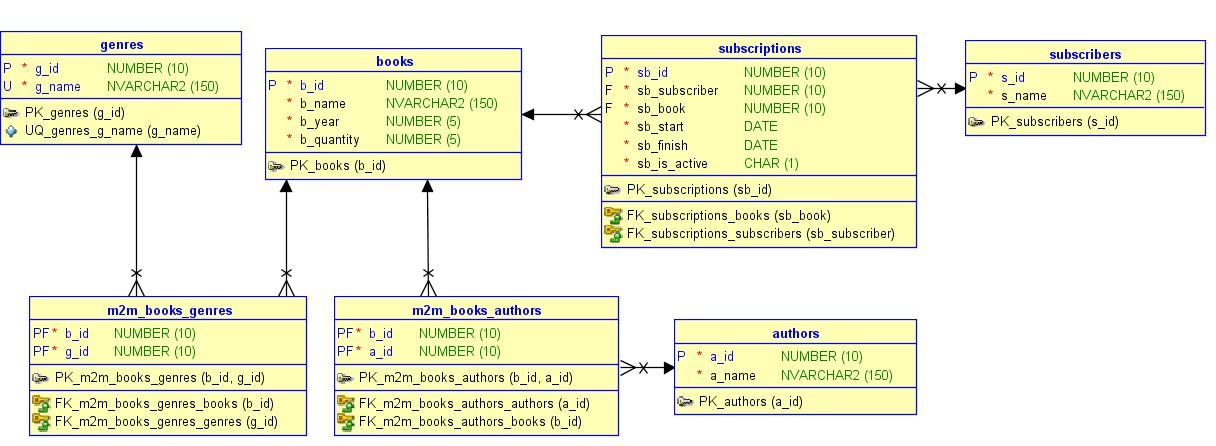 genres
P * g_id NUMBER (10)
U * g_name NVARCHAR2 (150)
PK_genres (g_id)
UQ_genres_g_name (g_name)
books
P * b_id NUMBER (10)
* b_name NVARCHAR2 (150)
* b_year NUMBER (5)
* b_quantity NUMBER (5)
PK_books (b_id)
subscriptions
P * sb_id NUMBER (10)
F * sb_subscriber NUMBER (10)
F * sb_book NUMBER (10)
* sb_start DATE
* sb_finish DATE
* sb_is_active CHAR (1)
PK_subscriptions (sb_id)
FK_subscriptions_books (sb_book)
FK_subscriptions_subscribers (sb_subscriber)
subscribers
P * s_id NUMBER (10)
* s_name NVARCHAR2 (150)
PK_subscribers (s_id)
m2m_books_genres
PF * b_id NUMBER (10)
PF * g_id NUMBER (10)
PK_m2m_books_genres (b_id, g_id)
FK_m2m_books_genres_books (b_id)
FK_m2m_books_genres_genres (g_id)
m2m_books_authors
PF * b_id NUMBER (10)
PF * a_id NUMBER (10)
PK_m2m_books_authors (b_id, a_id)
FK_m2m_books_authors_authors (a_id)
FK_m2m_books_authors_books (b_id)
authors
P * a_id NUMBER (10)
* a_name NVARCHAR2 (150)
PK_authors (a_id)